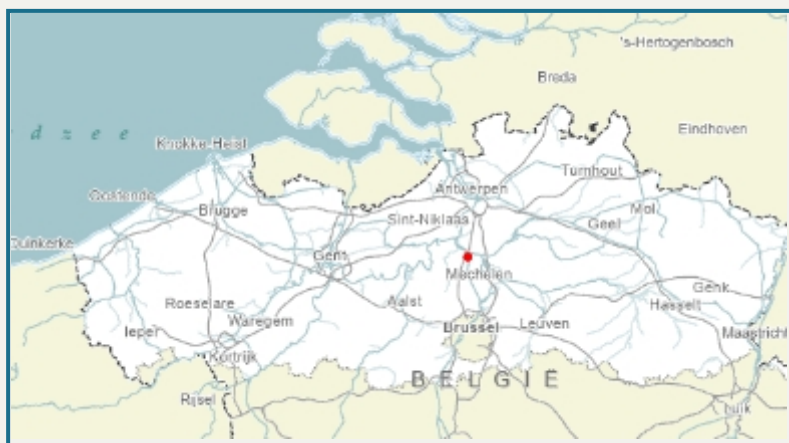 's-Hertogenbosch
Breda
d z e e
Eindhoven
Knokke-Heist
Turnhout
Antwerpen
Oostende
Brugge
Sint-Niklaas
Mol
Geel
Duinkerke
Gent
Mechelen
Genk
Roeselare
Aalst
Hasselt
Ieper
Waregem
Brussel
Leuven
Maastricht
Kortrijk
BELGIË
Rijsel
Luik